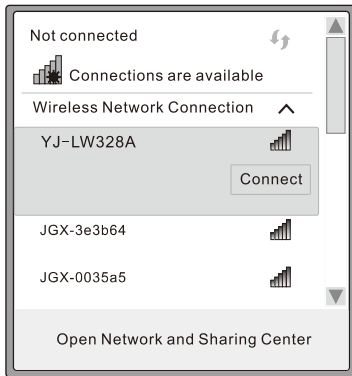 Not connected
Connections are available
Wireless Network Connection
YJ-LW328A
Connect
JGX-3e3b64
JGX-0035a5
Open Network and Sharing Center